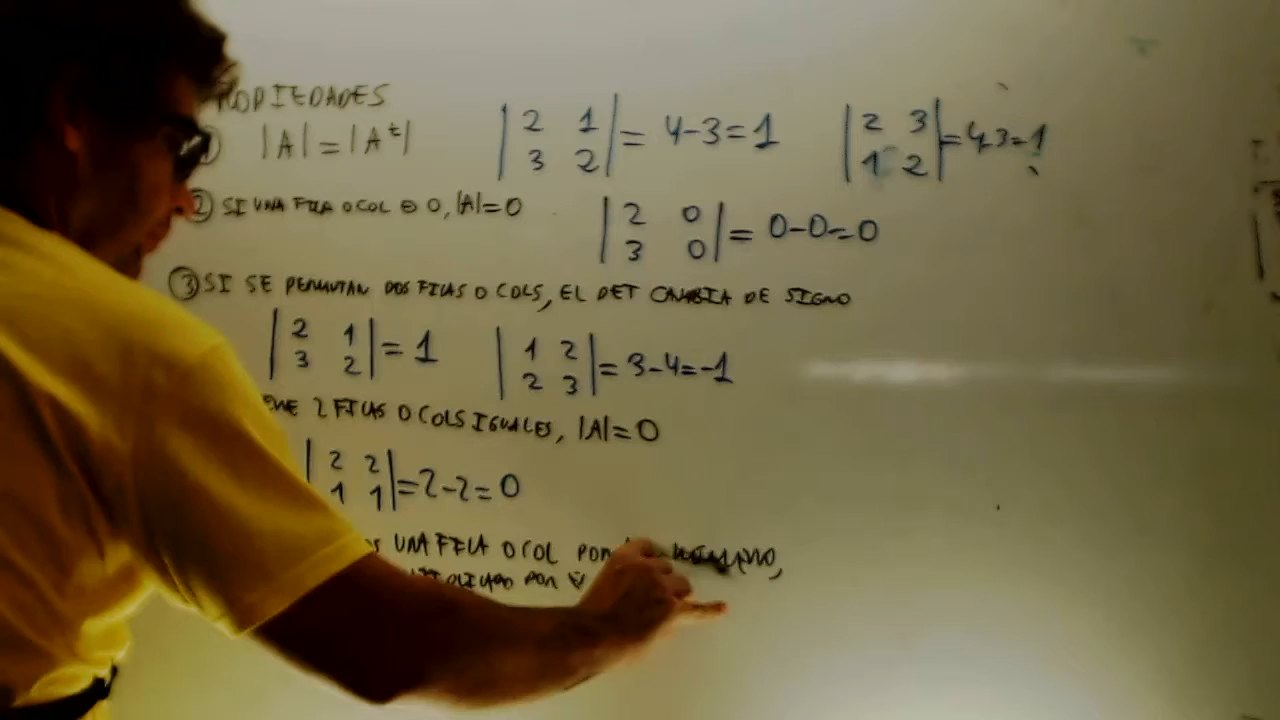 PROPIEDADES
1) |A| = |Aᵗ|
|2 1; 3 2| = 4-3=1
|2 3; 1 2| =4-3=1
② SI UNA FILA O COL ES 0, |A|=0
|2 0; 3 0| = 0-0=0
③ SI SE PERMUTAN DOS FILAS O COLS, EL DET CAMBIA DE SIGNO
|2 1; 3 2| = 1
|1 2; 2 3| = 3-4=-1
2 FILAS O COLS IGUALES, |A|=0
|2 2; 1 1| =2-2=0
UNA FILA O COL POR NÚMERO,
POR